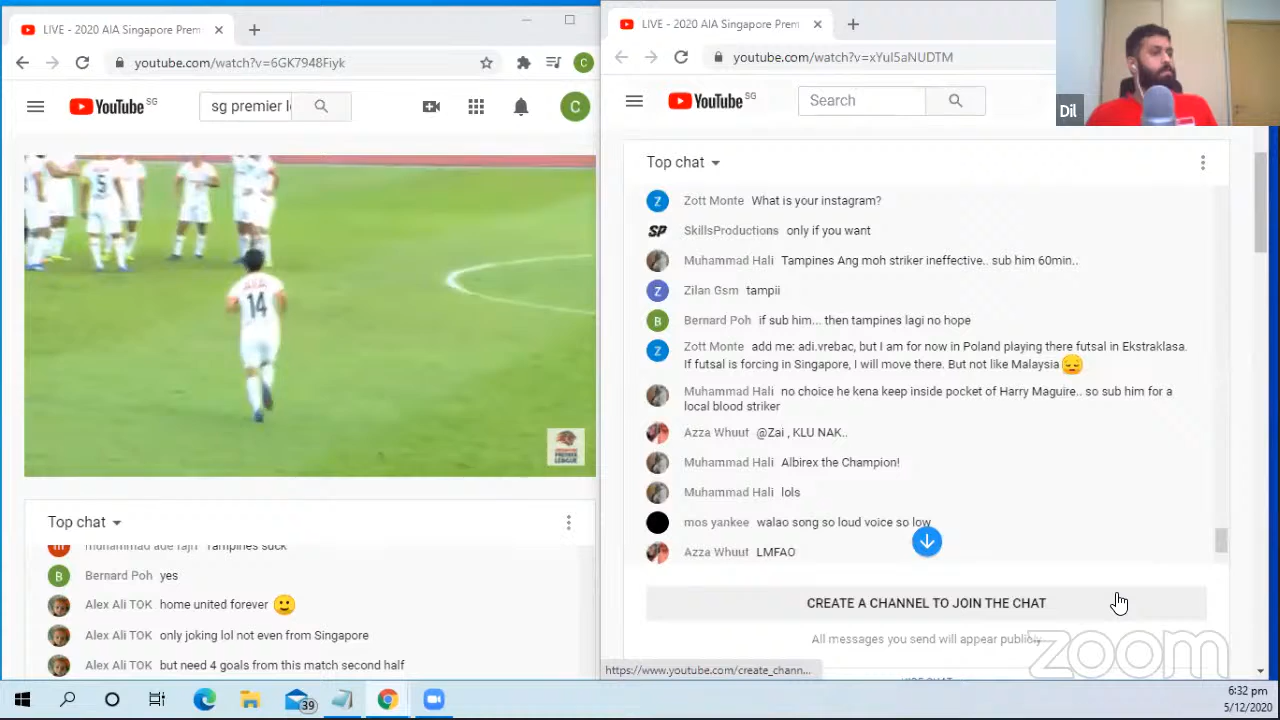 LIVE - 2020 AIA Singapore Prem
youtube.com/watch?v=6GK7948Fiyk
C
YouTube SG
sg premier l
C
5
14
Top chat
muhammad ade rajri Tampines suck
B Bernard Poh yes
Alex Ali TOK home united forever
Alex Ali TOK only joking lol not even from Singapore
Alex Ali TOK but need 4 goals from this match second half
LIVE - 2020 AIA Singapore Prem
youtube.com/watch?v=xYuI5aNUDTM
YouTube SG
Search
Dil
Top chat
Z Zott Monte What is your instagram?
SP SkillsProductions only if you want
Muhammad Hali Tampines Ang moh striker ineffective.. sub him 60min..
Z Zilan Gsm tampii
B Bernard Poh if sub him... then tampines lagi no hope
Z Zott Monte add me: adi.vrebac, but I am for now in Poland playing there futsal in Ekstraklasa.
If futsal is forcing in Singapore, I will move there. But not like Malaysia
Muhammad Hali no choice he kena keep inside pocket of Harry Maguire.. so sub him for a
local blood striker
Azza Whuut @Zai , KLU NAK..
Muhammad Hali Albirex the Champion!
Muhammad Hali lols
mos yankee walao song so loud voice so low
Azza Whuut LMFAO
CREATE A CHANNEL TO JOIN THE CHAT
All messages you send will appear publicly
zoom
https://www.youtube.com/create_chann...
39
6:32 pm
5/12/2020